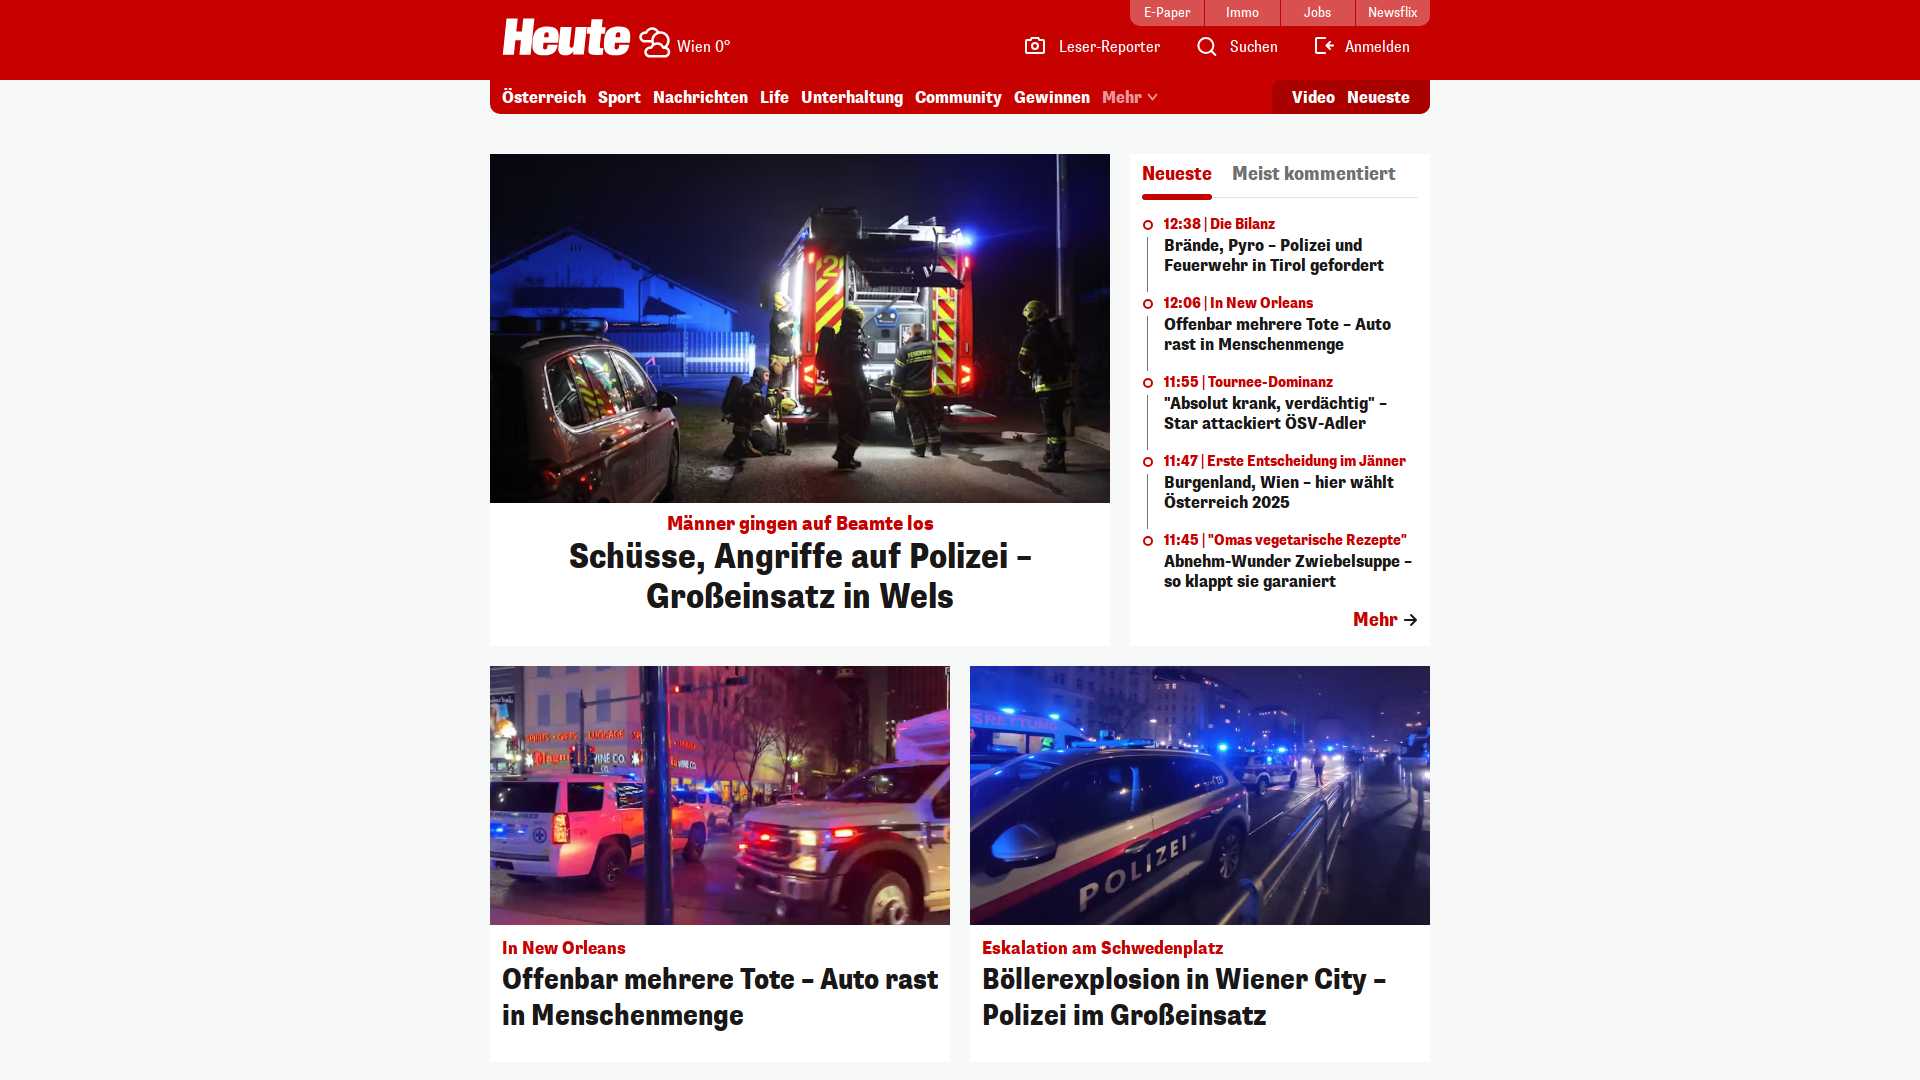 E-Paper
Immo
Jobs
Newsflix
Heute
Wien 0°
Leser-Reporter
Suchen
Anmelden
Österreich
Sport
Nachrichten
Life
Unterhaltung
Community
Gewinnen
Mehr
Video
Neueste
Männer gingen auf Beamte los
Schüsse, Angriffe auf Polizei –
Großeinsatz in Wels
Neueste
Meist kommentiert
12:38 | Die Bilanz
Brände, Pyro – Polizei und
Feuerwehr in Tirol gefordert
12:06 | In New Orleans
Offenbar mehrere Tote – Auto
rast in Menschenmenge
11:55 | Tournee-Dominanz
"Absolut krank, verdächtig" –
Star attackiert ÖSV-Adler
11:47 | Erste Entscheidung im Jänner
Burgenland, Wien – hier wählt
Österreich 2025
11:45 | "Omas vegetarische Rezepte"
Abnehm-Wunder Zwiebelsuppe –
so klappt sie garaniert
Mehr
LUGGAGE
WINE CO.
In New Orleans
Offenbar mehrere Tote – Auto rast
in Menschenmenge
POLIZEI
Eskalation am Schwedenplatz
Böllerexplosion in Wiener City –
Polizei im Großeinsatz